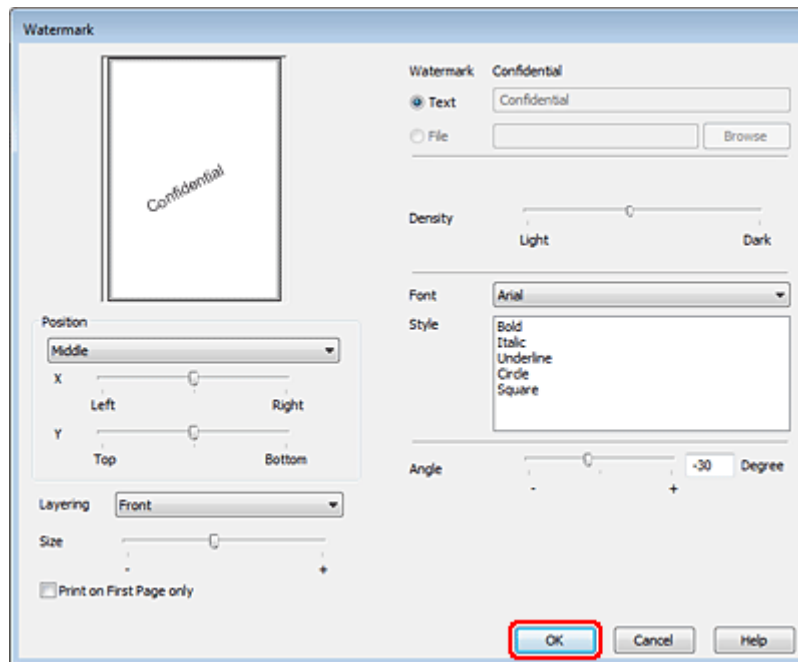 Watermark
Confidential
Position
Middle
X
Left Right
Y
Top Bottom
Layering Front
Size
- +
Print on First Page only
Watermark Confidential
Text Confidential
File Browse
Density
Light Dark
Font Arial
Style Bold
Italic
Underline
Circle
Square
Angle -30 Degree
- +
OK Cancel Help